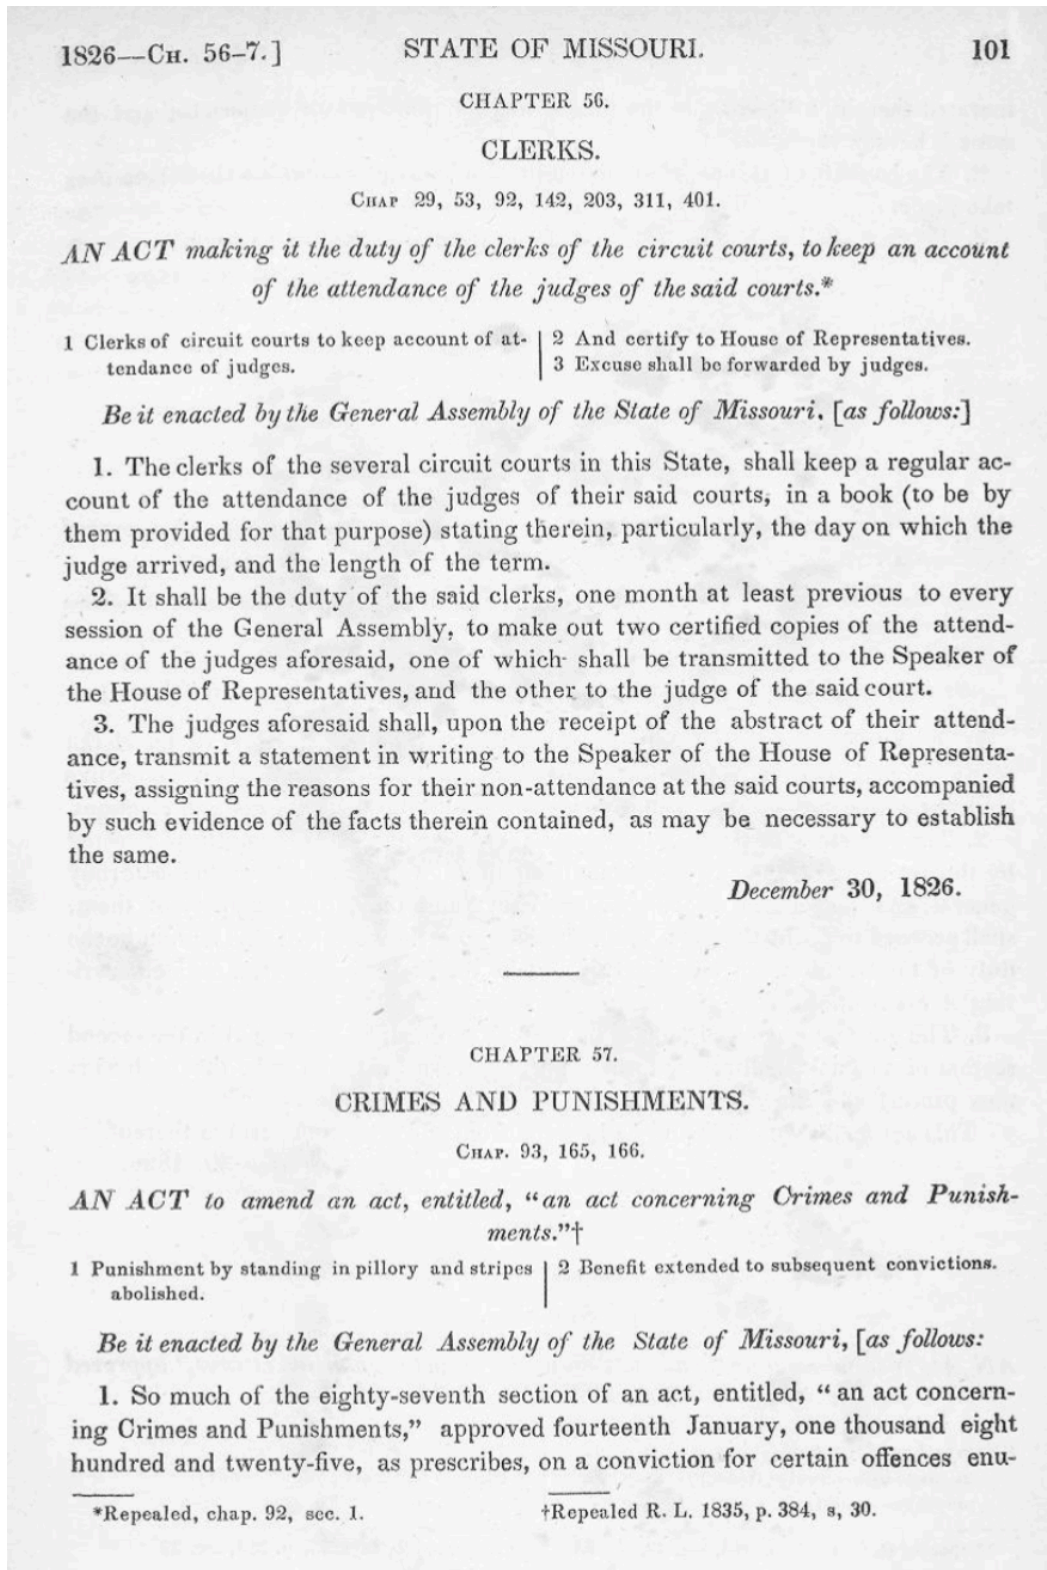 1826—CH. 56-7.] STATE OF MISSOURI. 101
CHAPTER 56.
CLERKS.
CHAP 29, 53, 92, 142, 203, 311, 401.
AN ACT making it the duty of the clerks of the circuit courts, to keep an account
of the attendance of the judges of the said courts.*
1 Clerks of circuit courts to keep account of at-
tendance of judges.
2 And certify to House of Representatives.
3 Excuse shall be forwarded by judges.
Be it enacted by the General Assembly of the State of Missouri. [as follows:]
1. The clerks of the several circuit courts in this State, shall keep a regular ac-
count of the attendance of the judges of their said courts, in a book (to be by
them provided for that purpose) stating therein, particularly, the day on which the
judge arrived, and the length of the term.
2. It shall be the duty of the said clerks, one month at least previous to every
session of the General Assembly, to make out two certified copies of the attend-
ance of the judges aforesaid, one of which shall be transmitted to the Speaker of
the House of Representatives, and the other to the judge of the said court.
3. The judges aforesaid shall, upon the receipt of the abstract of their attend-
ance, transmit a statement in writing to the Speaker of the House of Representa-
tives, assigning the reasons for their non-attendance at the said courts, accompanied
by such evidence of the facts therein contained, as may be necessary to establish
the same.
December 30, 1826.
CHAPTER 57.
CRIMES AND PUNISHMENTS.
CHAP. 93, 165, 166.
AN ACT to amend an act, entitled, “an act concerning Crimes and Punish-
ments.”†
1 Punishment by standing in pillory and stripes
abolished.
2 Benefit extended to subsequent convictions.
Be it enacted by the General Assembly of the State of Missouri, [as follows:
1. So much of the eighty-seventh section of an act, entitled, “an act concern-
ing Crimes and Punishments,” approved fourteenth January, one thousand eight
hundred and twenty-five, as prescribes, on a conviction for certain offences enu-
*Repealed, chap. 92, sec. 1.
†Repealed R. L. 1835, p. 384, s, 30.